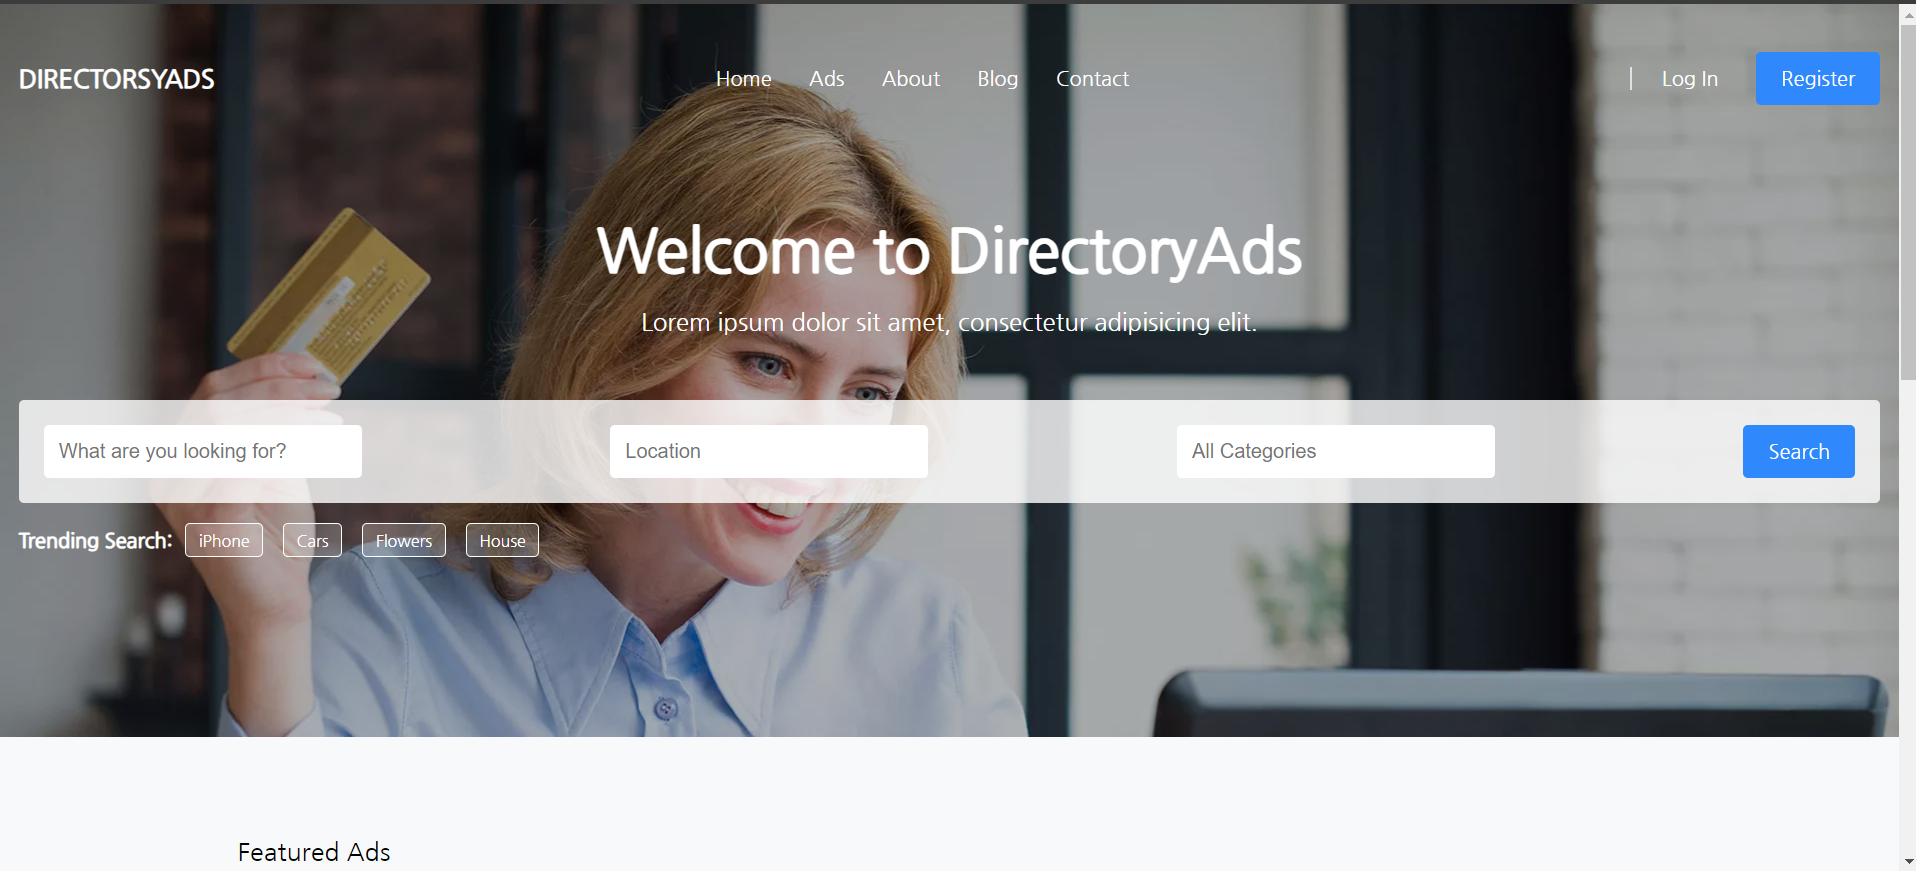 DIRECTORSYADS
Home Ads About Blog Contact
| Log In Register
Welcome to DirectoryAds
Lorem ipsum dolor sit amet, consectetur adipisicing elit.
What are you looking for? Location All Categories Search
Trending Search: iPhone Cars Flowers House
Featured Ads